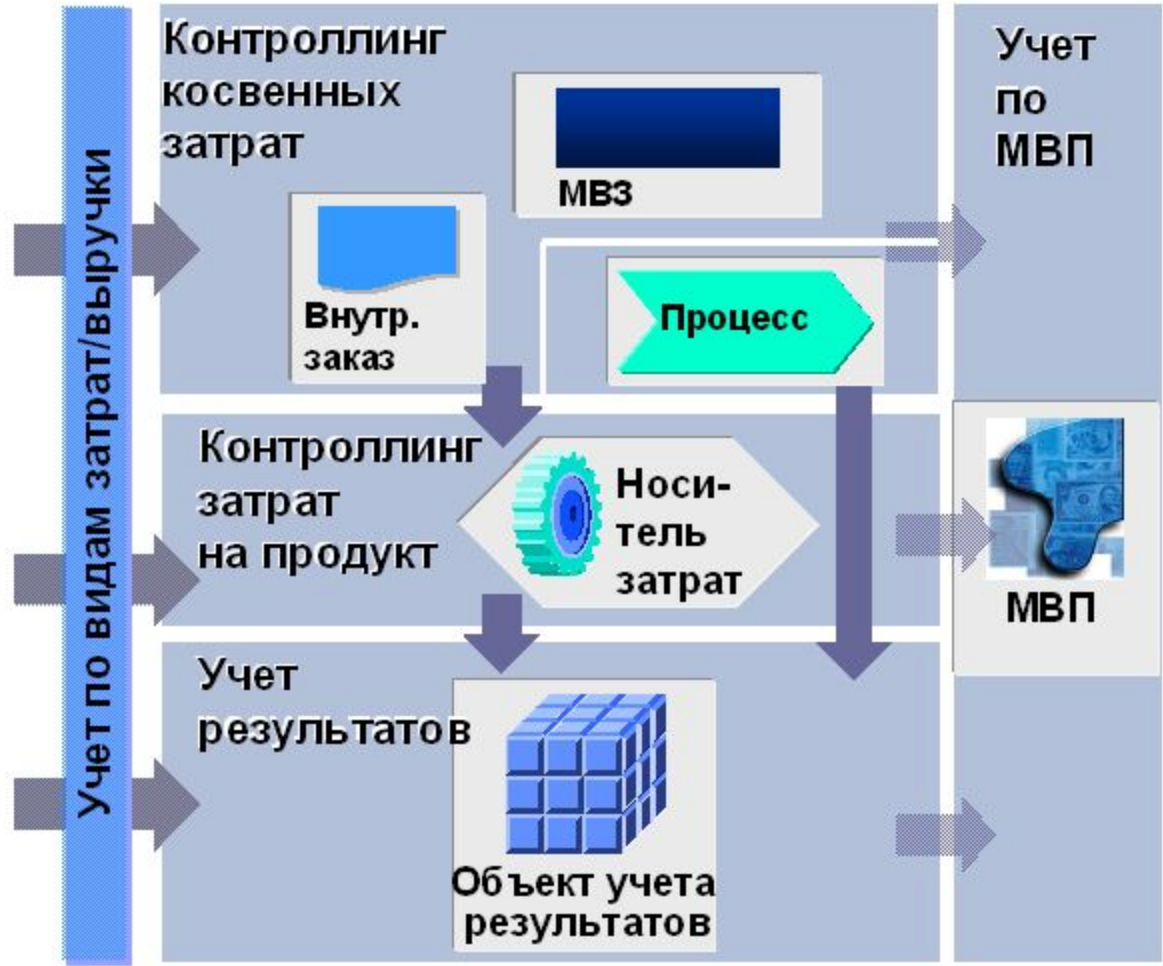 Учет по видам затрат/выручки
Контроллинг
косвенных
затрат
МВЗ
Внутр.
заказ
Процесс
Учет
по
МВП
Контроллинг
затрат
на продукт
Носи-
тель
затрат
МВП
Учет
результатов
Объект учета
результатов